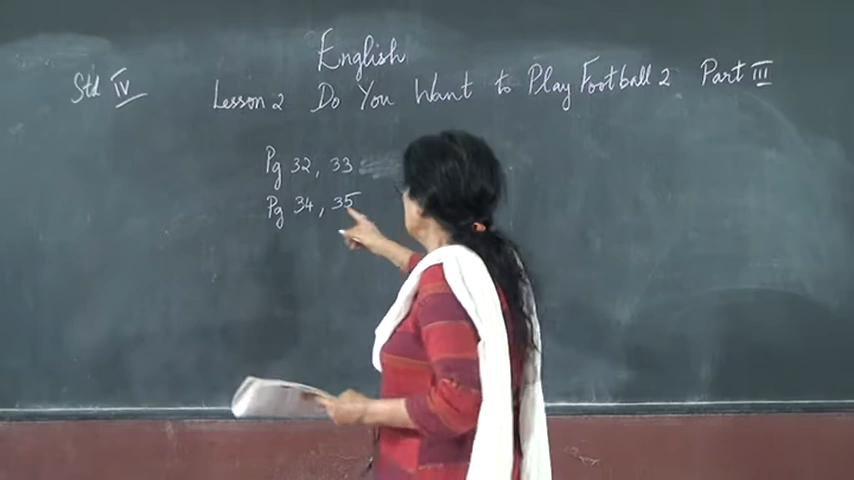 English
Std IV Lesson 2 Do You Want to Play Football 2 Part III
Pg 32, 33
Pg 34, 35